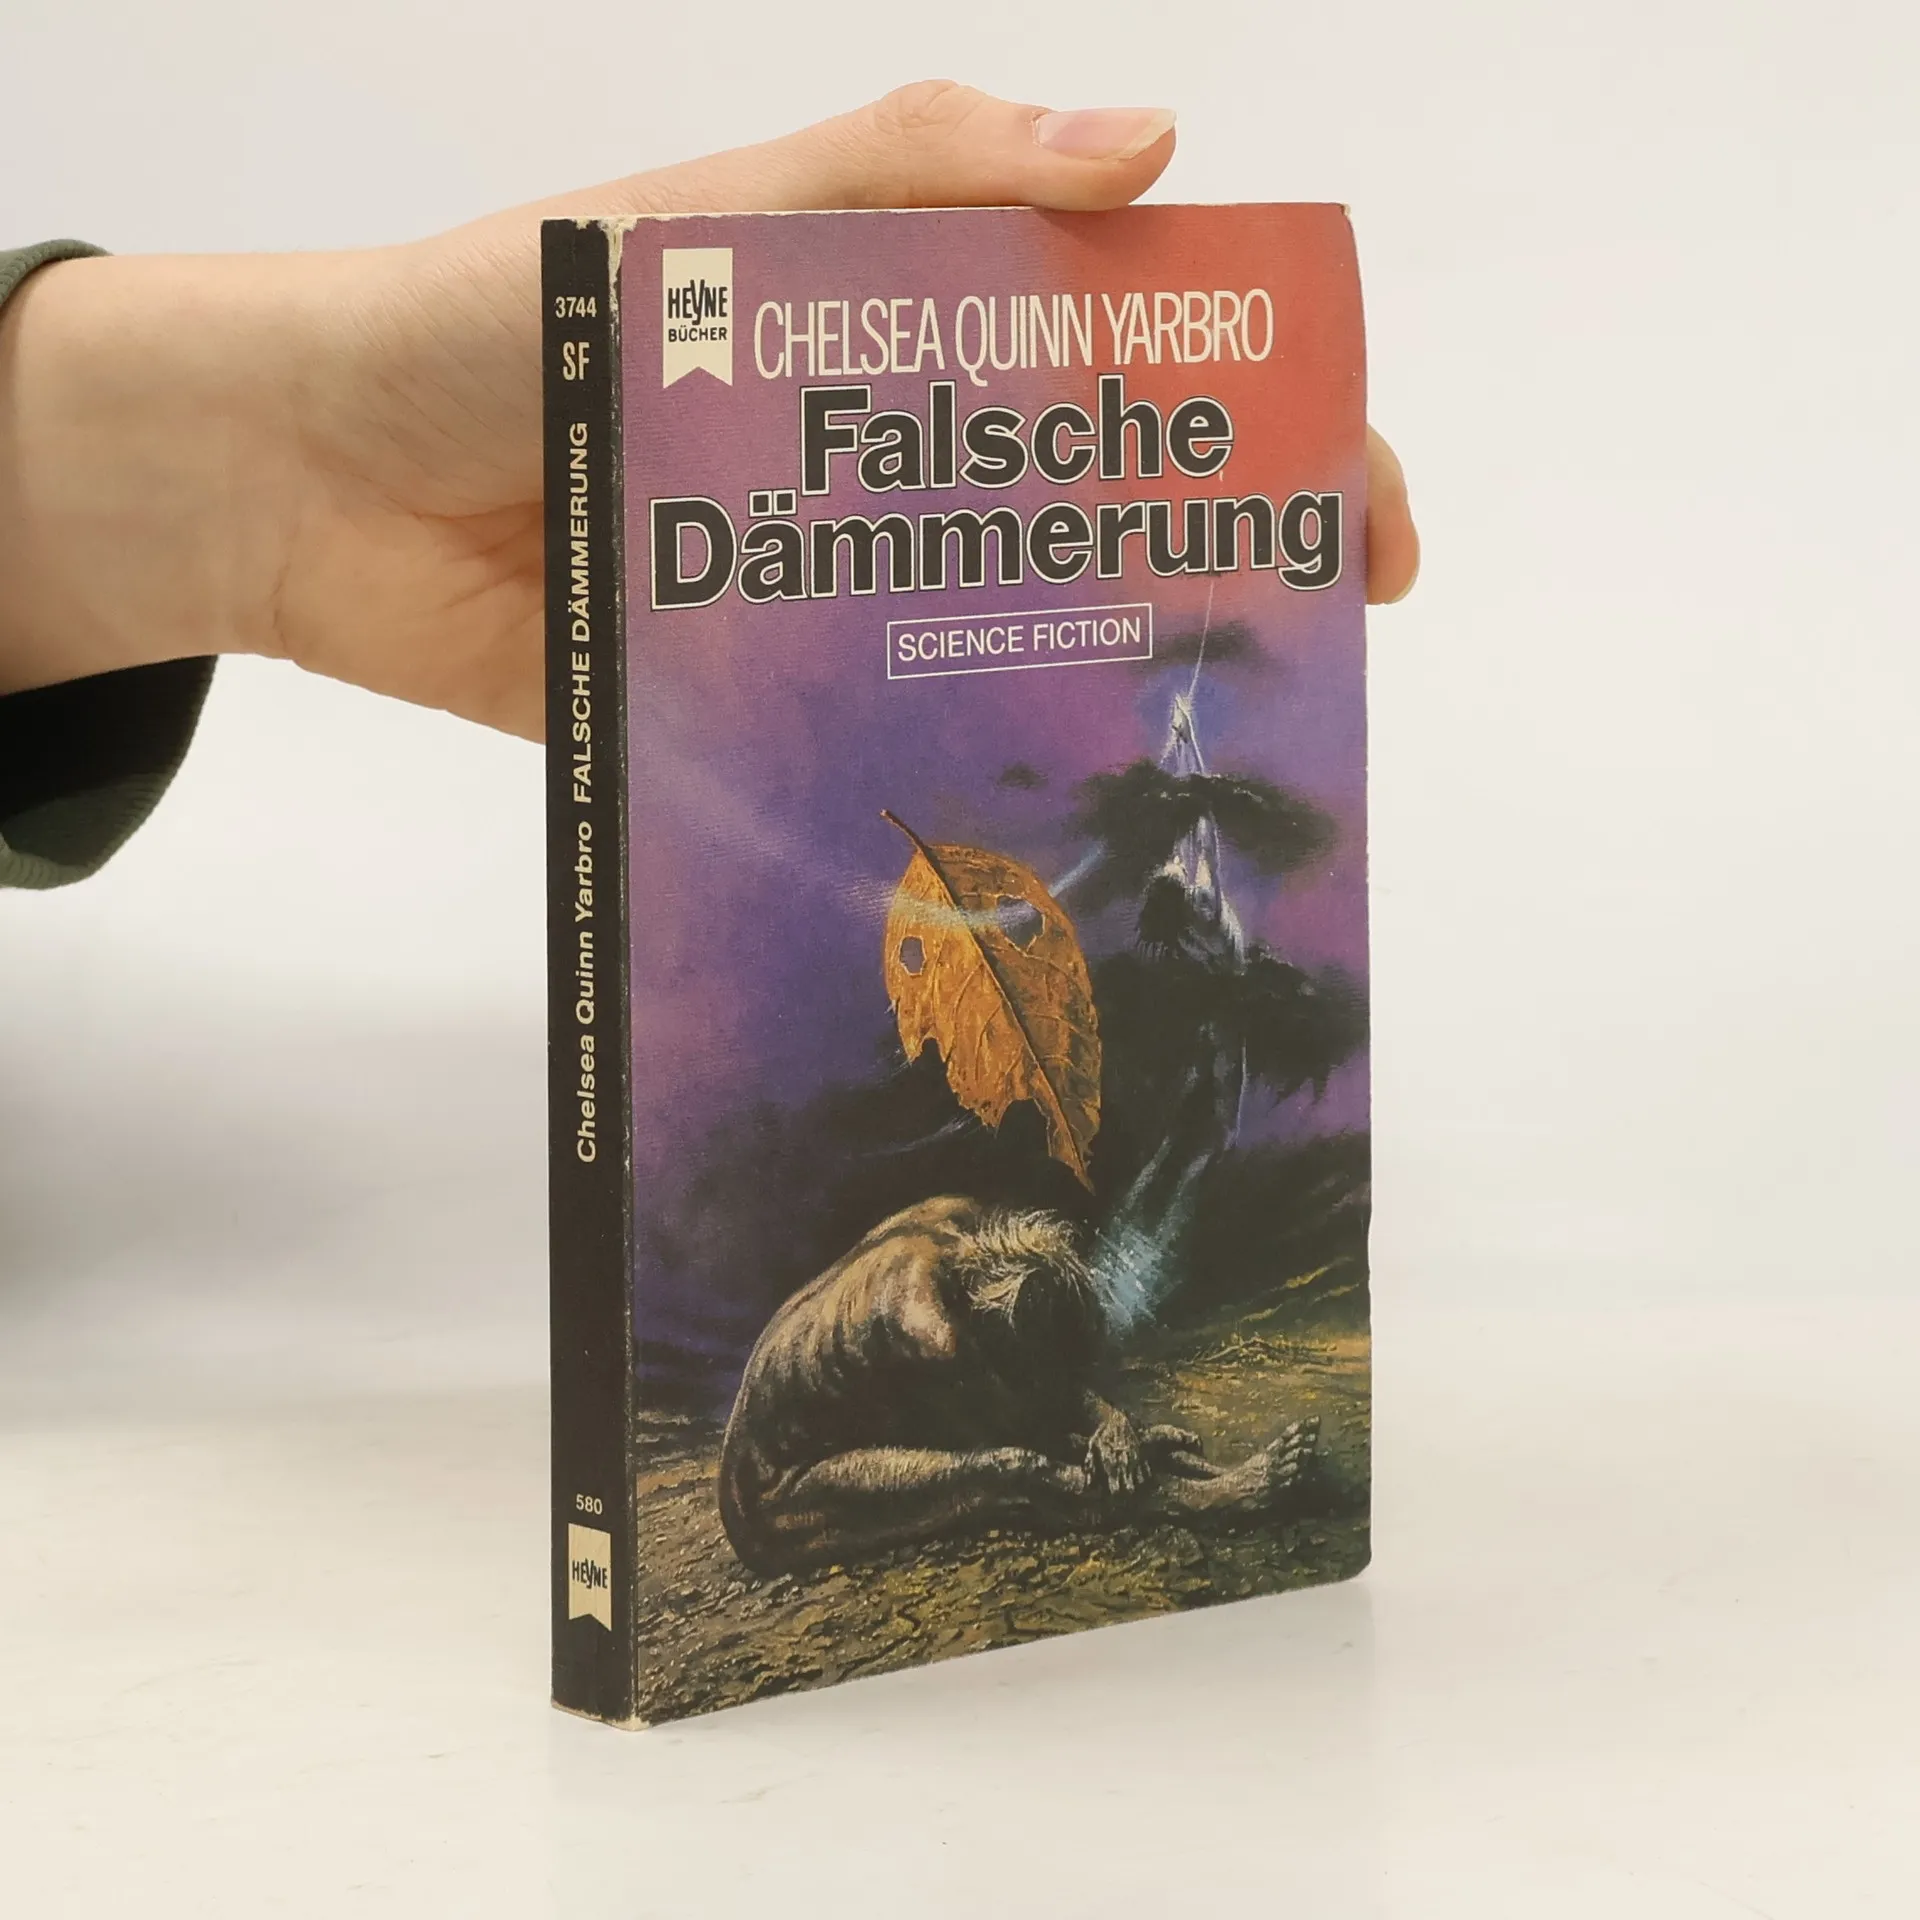 3744
SF
Chelsea Quinn Yarbro FALSCHE DÄMMERUNG
580
HEYNE
HEYNE
BÜCHER
CHELSEA QUINN YARBRO
Falsche
Dämmerung
SCIENCE FICTION